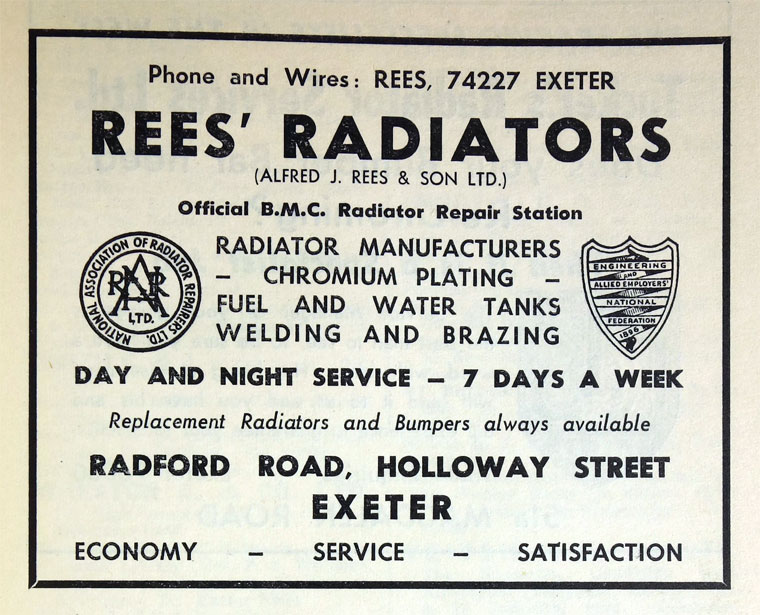 Phone and Wires: REES, 74227 EXETER
REES' RADIATORS
(ALFRED J. REES & SON LTD.)
Official B.M.C. Radiator Repair Station
NATIONAL ASSOCIATION OF RADIATOR REPAIRERS LTD.
NARR
LTD.
RADIATOR MANUFACTURERS
– CHROMIUM PLATING –
FUEL AND WATER TANKS
WELDING AND BRAZING
ENGINEERING
AND
ALLIED EMPLOYERS'
NATIONAL
FEDERATION
1896
DAY AND NIGHT SERVICE – 7 DAYS A WEEK
Replacement Radiators and Bumpers always available
RADFORD ROAD, HOLLOWAY STREET
EXETER
ECONOMY – SERVICE – SATISFACTION